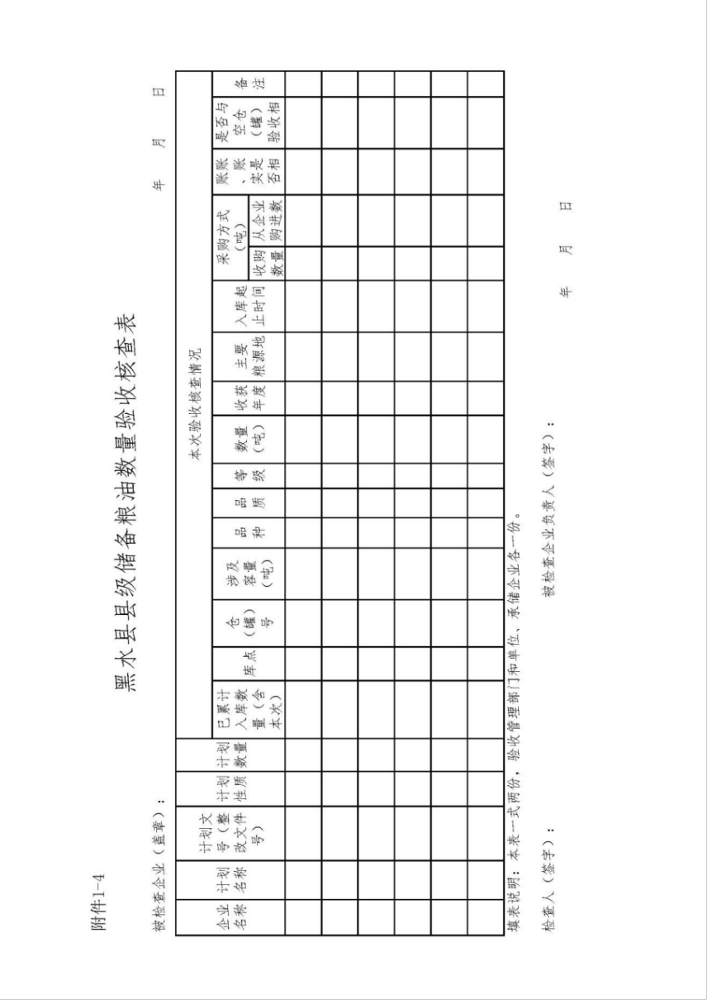 附件1-4
黑水县县级储备粮油数量验收核查表
被检查企业（盖章）： 年 月 日
企业名称 计划名称 计划文号（整改文件号） 计划性质 计划数量 本次验收核查情况
已累计入库数量（含本次） 库点 仓（罐）号 涉及容量（吨） 品种 品质 等级 数量（吨） 收获年度 主要粮源地 入库起止时间 采购方式（吨） 账账、账实是否相 是否与空仓（罐）验收相 备注
收购数量 从企业购进数
填表说明：本表一式两份，验收管理部门和单位、承储企业各一份。
检查人（签字）： 被检查企业负责人（签字）： 年 月 日